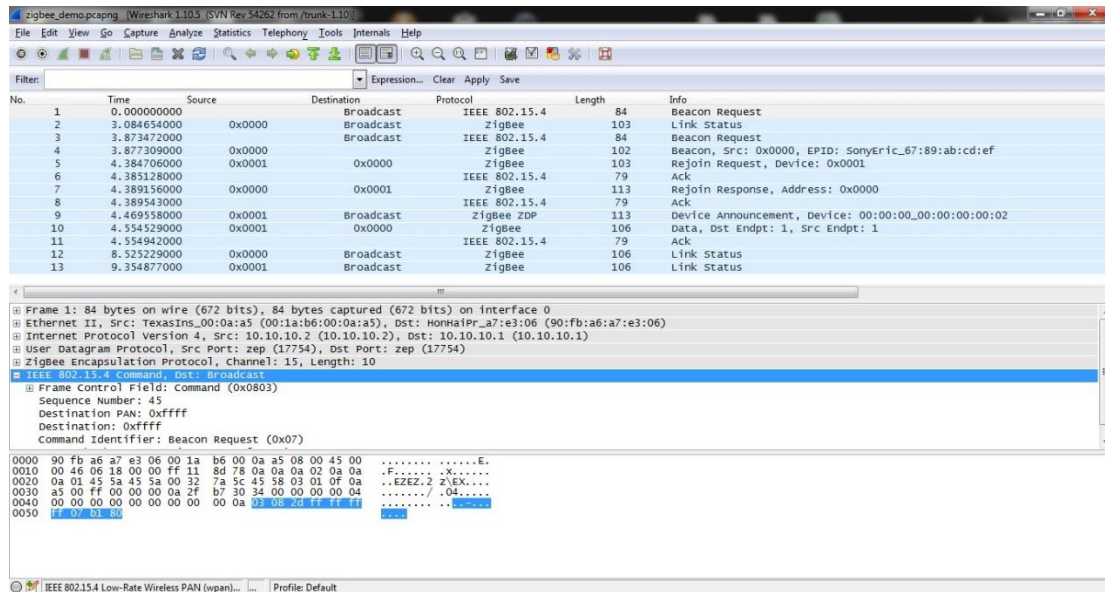 zigbee_demo.pcapng [Wireshark 1.10.5 (SVN Rev 54262 from /trunk-1.10)]
File Edit View Go Capture Analyze Statistics Telephony Tools Internals Help
Filter: Expression... Clear Apply Save
No. Time Source Destination Protocol Length Info
1 0.000000000 Broadcast IEEE 802.15.4 84 Beacon Request
2 3.084654000 0x0000 Broadcast ZigBee 103 Link Status
3 3.873472000 Broadcast IEEE 802.15.4 84 Beacon Request
4 3.877309000 0x0000 ZigBee 102 Beacon, Src: 0x0000, EPID: SonyEric_67:89:ab:cd:ef
5 4.384706000 0x0001 0x0000 ZigBee 103 Rejoin Request, Device: 0x0001
6 4.385128000 IEEE 802.15.4 79 Ack
7 4.389156000 0x0000 0x0001 ZigBee 113 Rejoin Response, Address: 0x0000
8 4.389543000 IEEE 802.15.4 79 Ack
9 4.469558000 0x0001 Broadcast ZigBee ZDP 113 Device Announcement, Device: 00:00:00_00:00:00:00:02
10 4.554529000 0x0001 0x0000 ZigBee 106 Data, Dst Endpt: 1, Src Endpt: 1
11 4.554942000 IEEE 802.15.4 79 Ack
12 8.525229000 0x0000 Broadcast ZigBee 106 Link Status
13 9.354877000 0x0001 Broadcast ZigBee 106 Link Status
Frame 1: 84 bytes on wire (672 bits), 84 bytes captured (672 bits) on interface 0
Ethernet II, Src: TexasIns_00:0a:a5 (00:1a:b6:00:0a:a5), Dst: HonHaiPr_a7:e3:06 (90:fb:a6:a7:e3:06)
Internet Protocol Version 4, Src: 10.10.10.2 (10.10.10.2), Dst: 10.10.10.1 (10.10.10.1)
User Datagram Protocol, Src Port: zep (17754), Dst Port: zep (17754)
ZigBee Encapsulation Protocol, Channel: 15, Length: 10
IEEE 802.15.4 Command, Dst: Broadcast
Frame Control Field: Command (0x0803)
Sequence Number: 45
Destination PAN: 0xffff
Destination: 0xffff
Command Identifier: Beacon Request (0x07)
0000 90 fb a6 a7 e3 06 00 1a b6 00 0a a5 08 00 45 00 ........ ......E.
0010 00 46 06 18 00 00 ff 11 8d 78 0a 0a 0a 02 0a 0a .F...... .x......
0020 0a 01 45 5a 45 5a 00 32 7a 5c 45 58 03 01 0f 0a ..EZEZ.2 z\EX....
0030 a5 00 ff 00 00 00 0a 2f b7 30 34 00 00 00 00 04 ......./ .04.....
0040 00 00 00 00 00 00 00 00 00 0a 03 08 2d ff ff ff ........ ....-...
0050 ff 07 b1 80 ....
IEEE 802.15.4 Low-Rate Wireless PAN (wpan)... ... Profile: Default